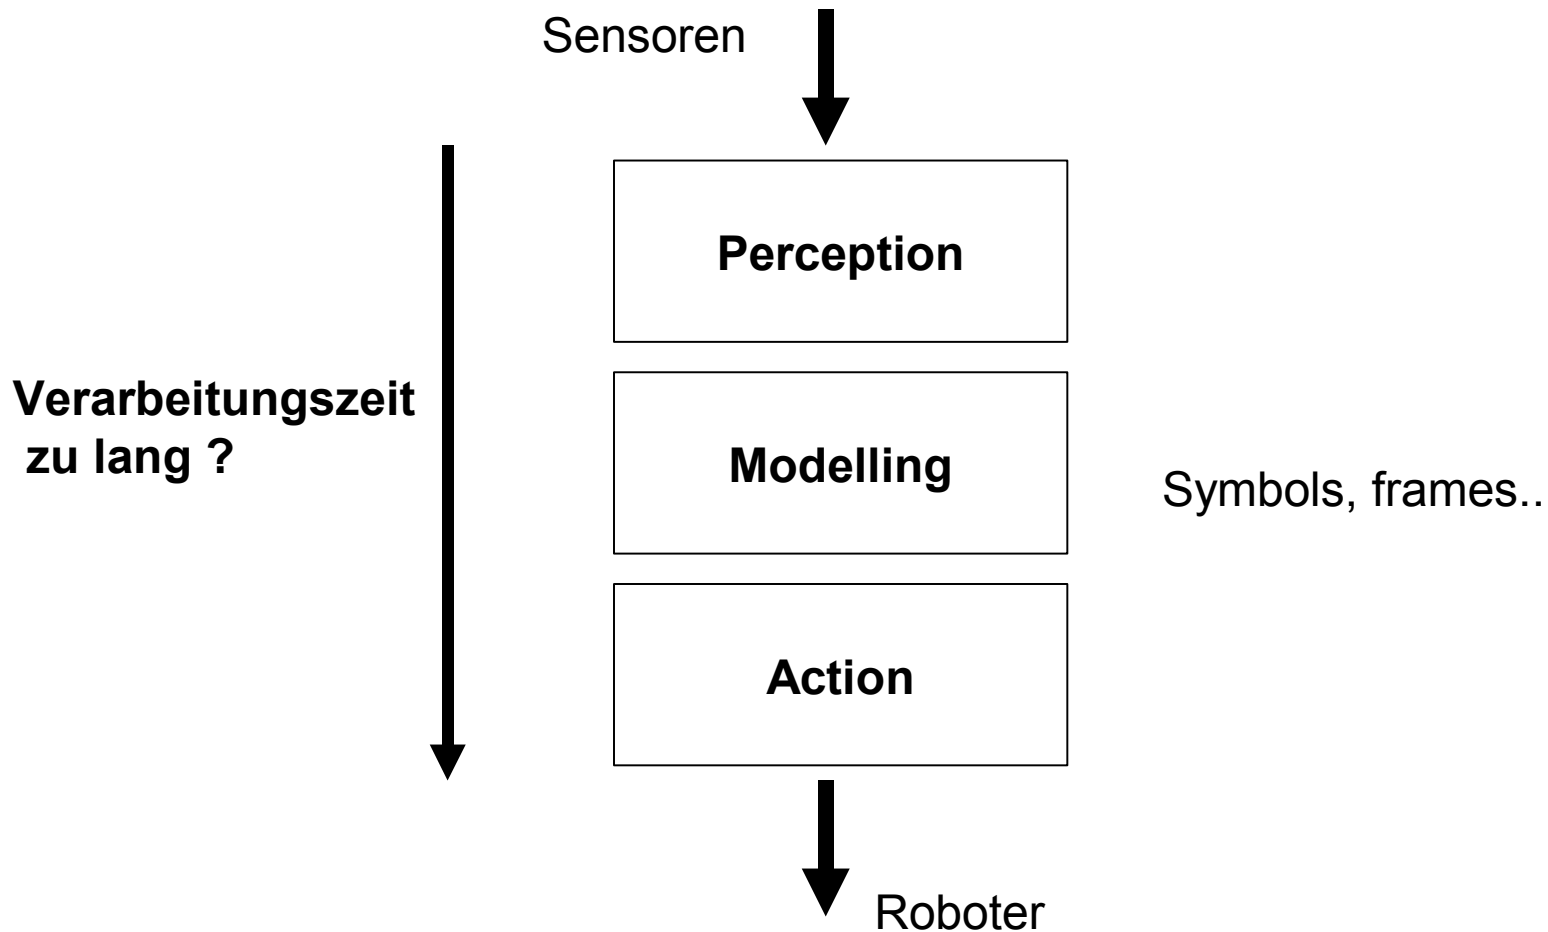 Sensoren
Perception
Verarbeitungszeit
zu lang ?
Modelling
Symbols, frames..
Action
Roboter